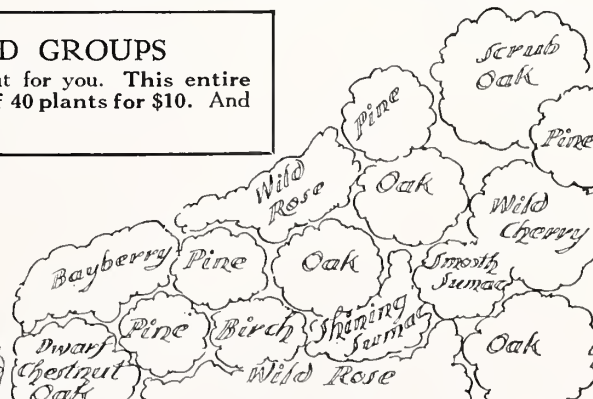 D GROUPS
t for you. This entire
40 plants for $10. And
Scrub
Oak
Pine
Pine
Wild
Rose
Oak
Wild
Cherry
Bayberry
Pine
Oak
Smooth
Sumac
Pine
Birch
Shining
Sumac
Oak
Dwarf
Chestnut
Oak
Wild Rose